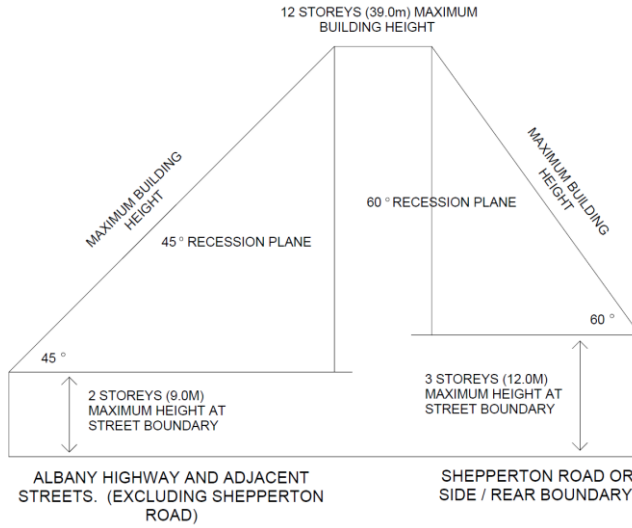 12 STOREYS (39.0m) MAXIMUM
BUILDING HEIGHT
MAXIMUM BUILDING
HEIGHT
MAXIMUM BUILDING
HEIGHT
60 ° RECESSION PLANE
45 ° RECESSION PLANE
60 °
45 °
2 STOREYS (9.0M)
MAXIMUM HEIGHT AT
STREET BOUNDARY
3 STOREYS (12.0M)
MAXIMUM HEIGHT AT
STREET BOUNDARY
ALBANY HIGHWAY AND ADJACENT
STREETS. (EXCLUDING SHEPPERTON
ROAD)
SHEPPERTON ROAD OR
SIDE / REAR BOUNDARY